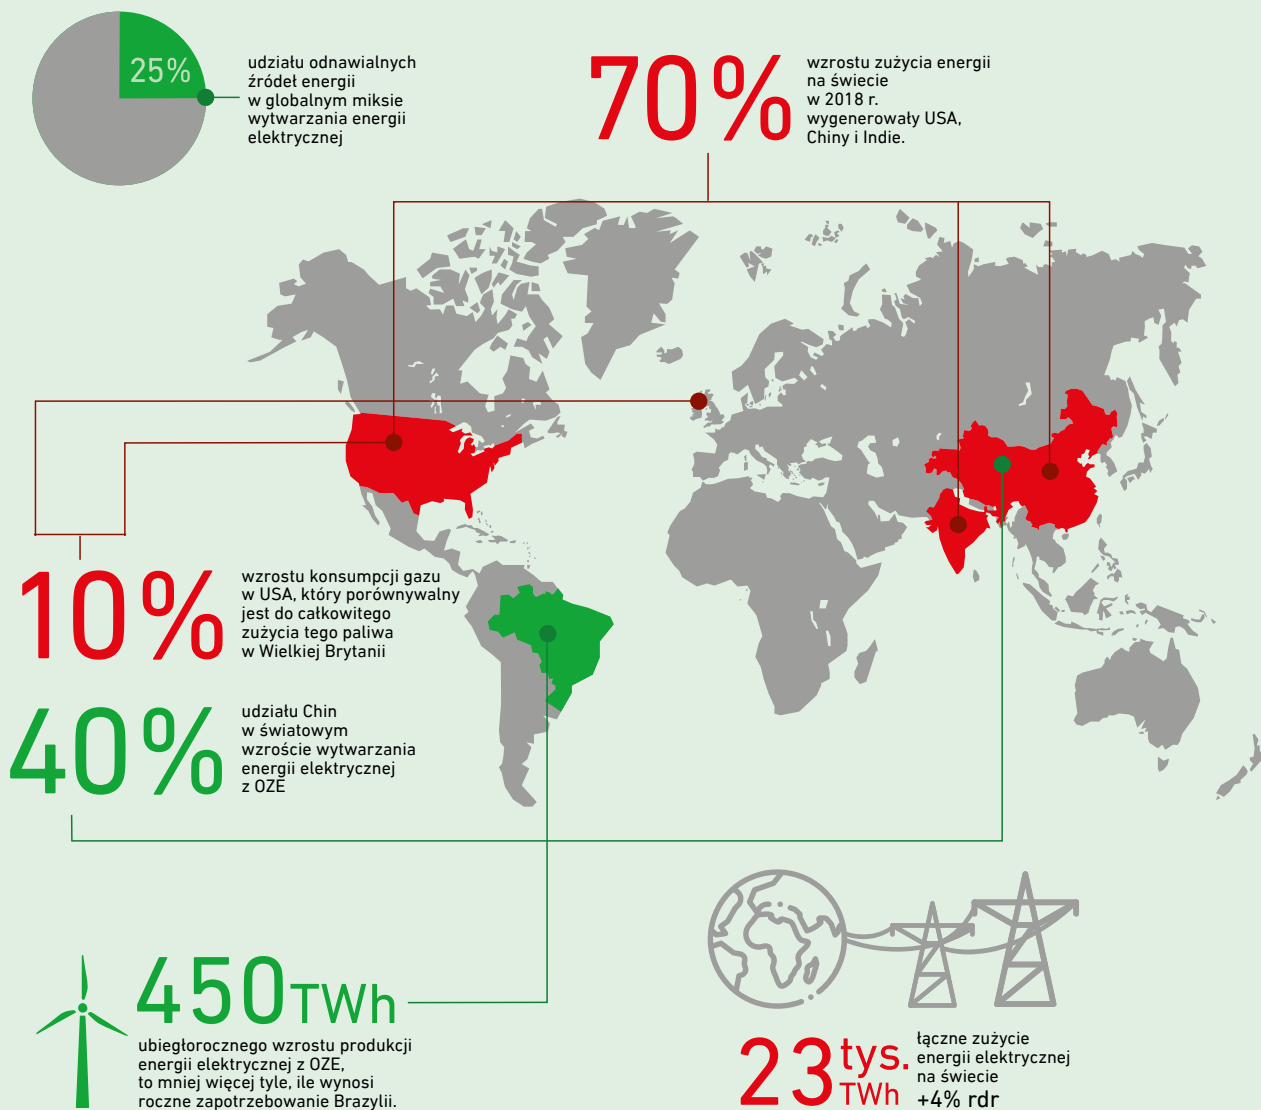 25%
udziału odnawialnych
źródeł energii
w globalnym miksie
wytwarzania energii
elektrycznej
70%
wzrostu zużycia energii
na świecie
w 2018 r.
wygenerowały USA,
Chiny i Indie.
10%
wzrostu konsumpcji gazu
w USA, który porównywalny
jest do całkowitego
zużycia tego paliwa
w Wielkiej Brytanii
40%
udziału Chin
w światowym
wzroście wytwarzania
energii elektrycznej
z OZE
450 TWh
ubiegłorocznego wzrostu produkcji
energii elektrycznej z OZE,
to mniej więcej tyle, ile wynosi
roczne zapotrzebowanie Brazylii.
23 tys.
TWh
łączne zużycie
energii elektrycznej
na świecie
+4% rdr